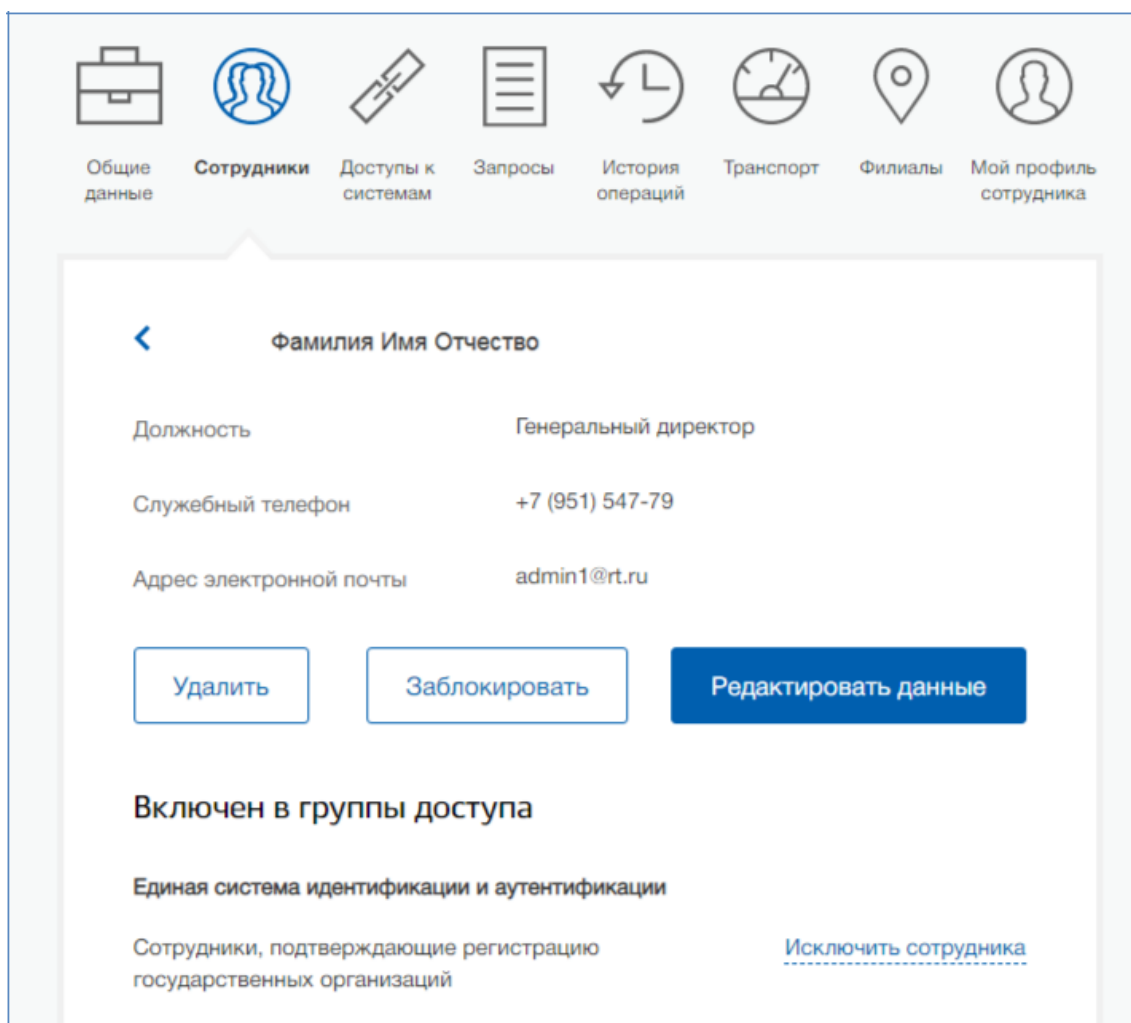 Общие данные
Сотрудники
Доступы к системам
Запросы
История операций
Транспорт
Филиалы
Мой профиль сотрудника
Фамилия Имя Отчество
Должность
Генеральный директор
Служебный телефон
+7 (951) 547-79
Адрес электронной почты
admin1@rt.ru
Удалить
Заблокировать
Редактировать данные
Включен в группы доступа
Единая система идентификации и аутентификации
Сотрудники, подтверждающие регистрацию
государственных организаций
Исключить сотрудника